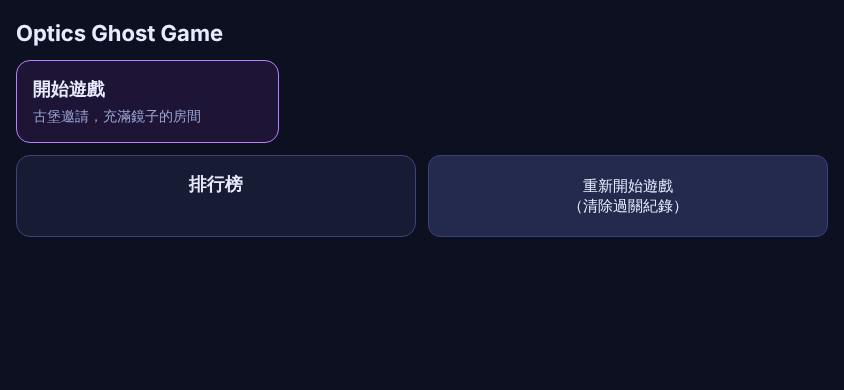 Optics Ghost Game
開始遊戲
古堡邀請，充滿鏡子的房間
排行榜
重新開始遊戲
（清除過關紀錄）